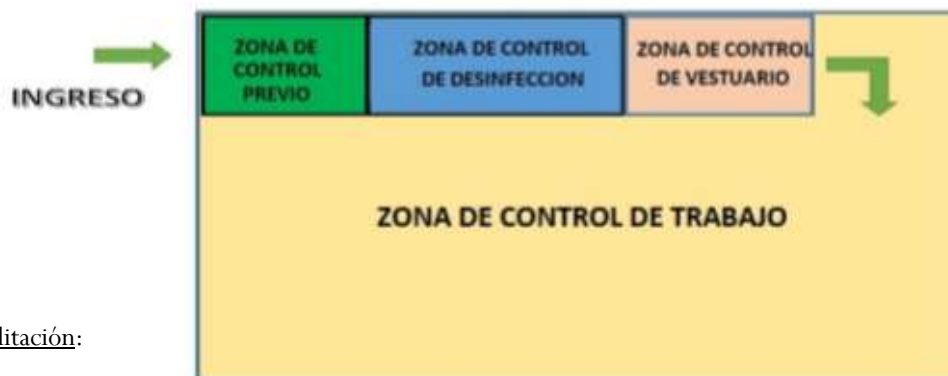 INGRESO
ZONA DE
CONTROL
PREVIO
ZONA DE CONTROL
DE DESINFECCION
ZONA DE CONTROL
DE VESTUARIO
ZONA DE CONTROL DE TRABAJO
litación: